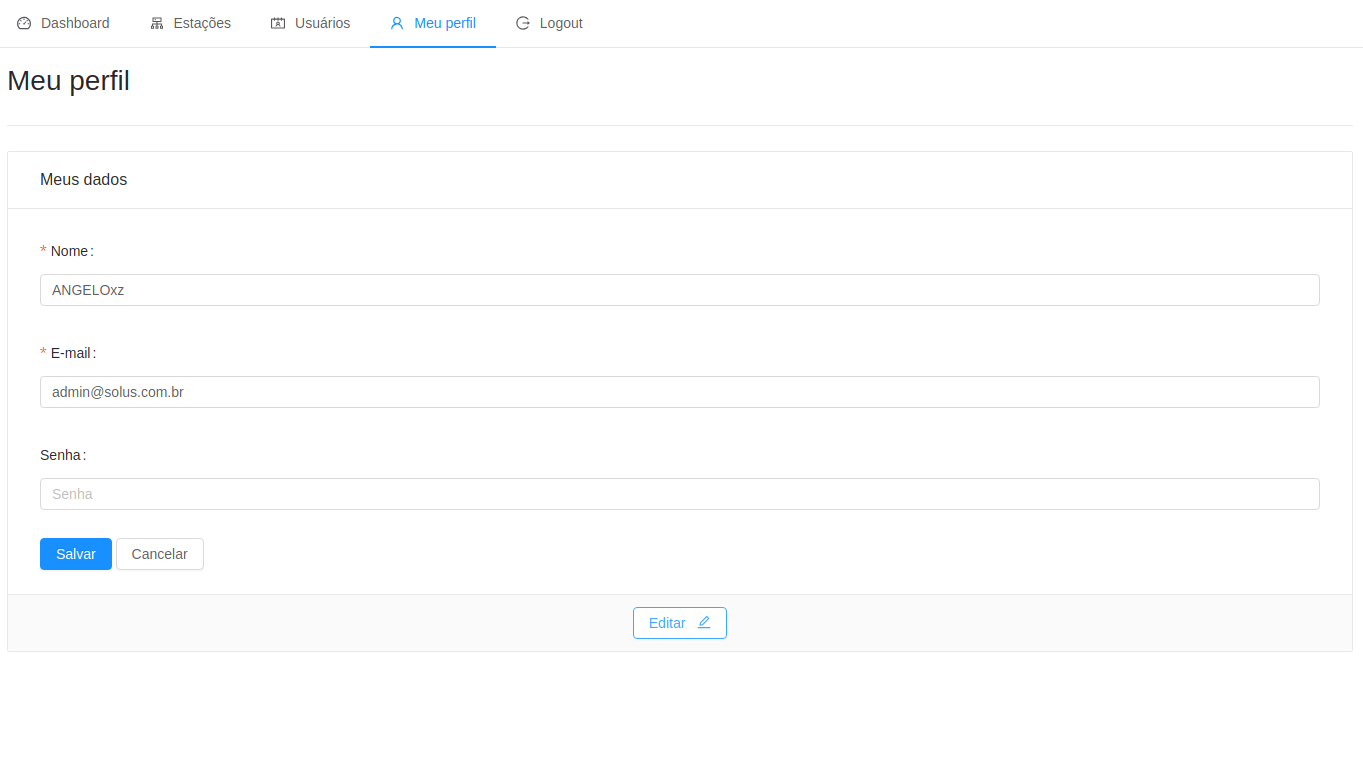 Dashboard Estações Usuários Meu perfil Logout
Meu perfil
Meus dados
* Nome:
ANGELOxz
* E-mail:
admin@solus.com.br
Senha:
Senha
Salvar Cancelar
Editar